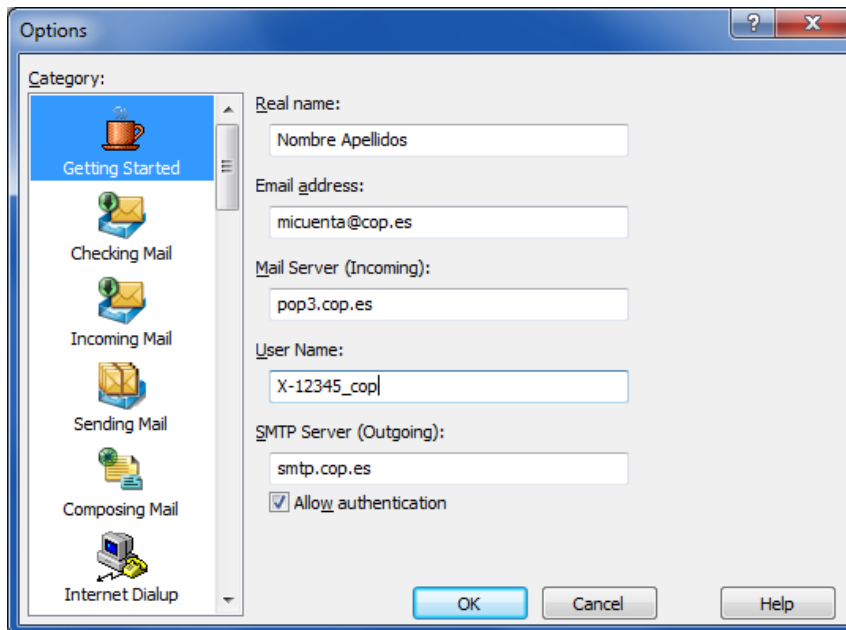 Options
Category:
Getting Started
Checking Mail
Incoming Mail
Sending Mail
Composing Mail
Internet Dialup
Real name:
Nombre Apellidos
Email address:
micuenta@cop.es
Mail Server (Incoming):
pop3.cop.es
User Name:
X-12345_cop
SMTP Server (Outgoing):
smtp.cop.es
Allow authentication
OK
Cancel
Help